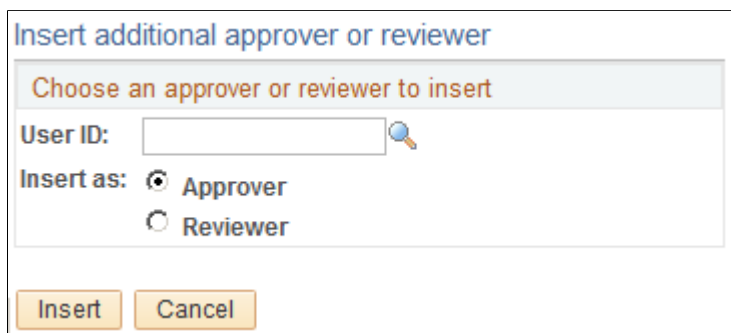 Insert additional approver or reviewer
Choose an approver or reviewer to insert
User ID:
Insert as: Approver
Reviewer
Insert Cancel